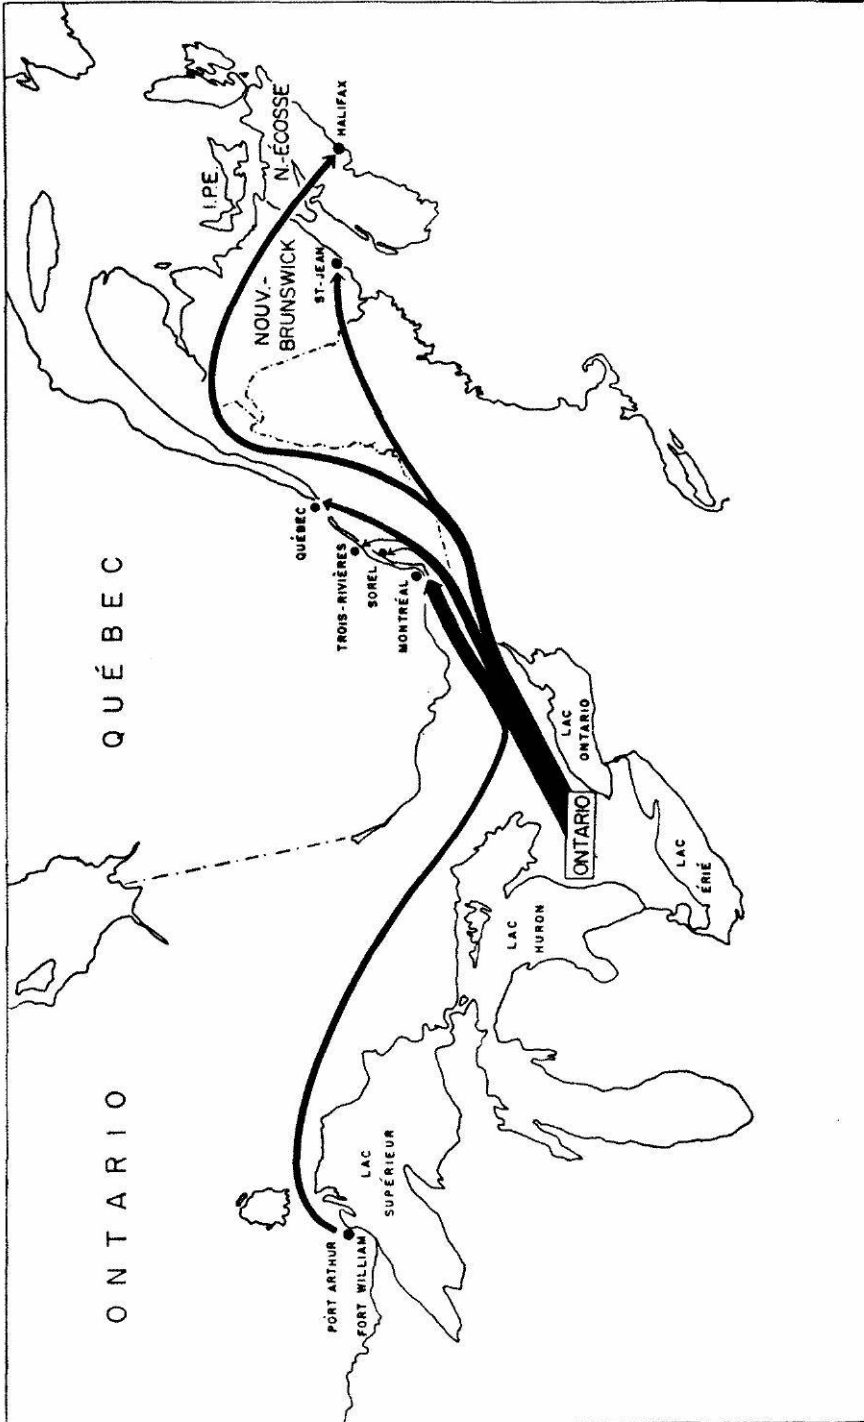 ONTARIO
QUÉBEC
PORT ARTHUR
FORT WILLIAM
LAC
SUPÉRIEUR
LAC
HURON
LAC
ÉRIÉ
ONTARIO
LAC
ONTARIO
MONTRÉAL
SOREL
TROIS-RIVIÈRES
QUÉBEC
NOUV.-
BRUNSWICK
ST-JEAN
I.P.E.
N.-ÉCOSSE
HALIFAX